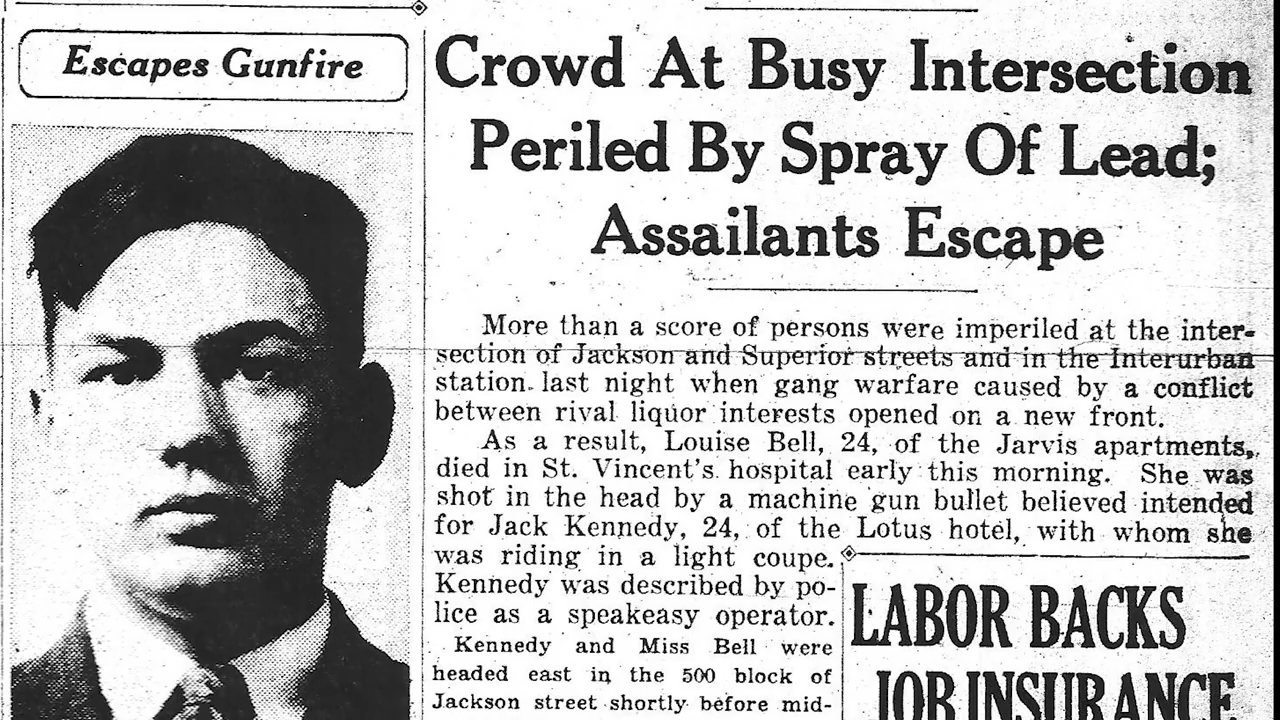 Escapes Gunfire
Crowd At Busy Intersection
Periled By Spray Of Lead;
Assailants Escape
More than a score of persons were imperiled at the inter-
section of Jackson and Superior streets and in the Interurban
station last night when gang warfare caused by a conflict
between rival liquor interests opened on a new front.
As a result, Louise Bell, 24, of the Jarvis apartments,
died in St. Vincent's hospital early this morning. She was
shot in the head by a machine gun bullet believed intended
for Jack Kennedy, 24, of the Lotus hotel, with whom she
was riding in a light coupe.
Kennedy was described by po-
lice as a speakeasy operator.
Kennedy and Miss Bell were
headed east in the 500 block of
Jackson street shortly before mid-
LABOR BACKS
JOB INSURANCE